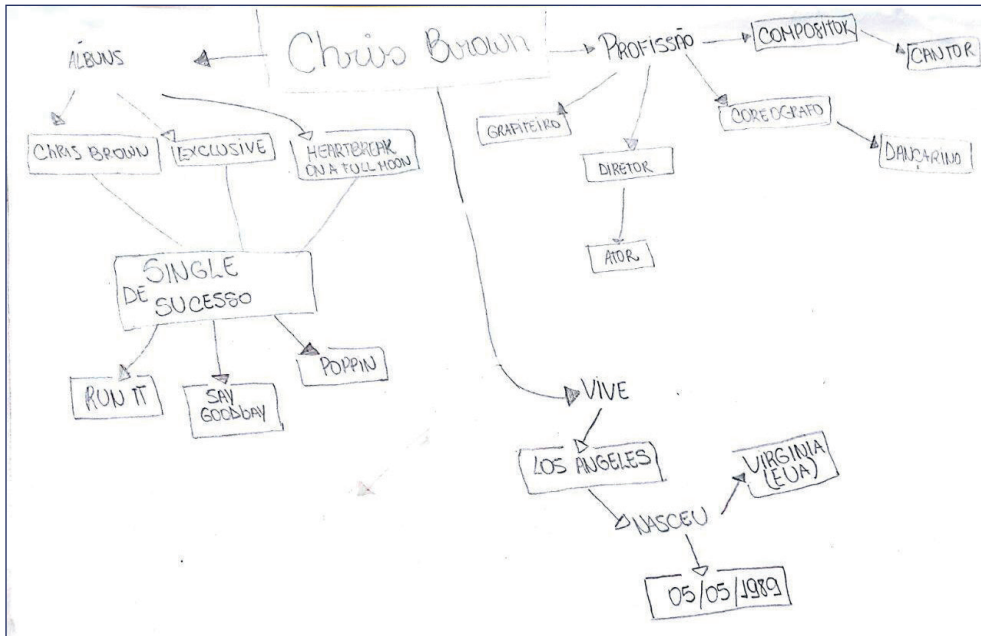 Chris Brown
ÁLBUNS
CHRIS BROWN
EXCLUSIVE
HEARTBREAK
ON A FULL MOON
SINGLE
DE SUCESSO
RUN IT
SAY
GOODBAY
POPPIN
PROFISSÃO
COMPOSITOR
CANTOR
GRAFITEIRO
DIRETOR
ATOR
COREOGRAFO
DANÇARINO
VIVE
LOS ANGELES
NASCEU
VIRGINIA
(EUA)
05/05/1989